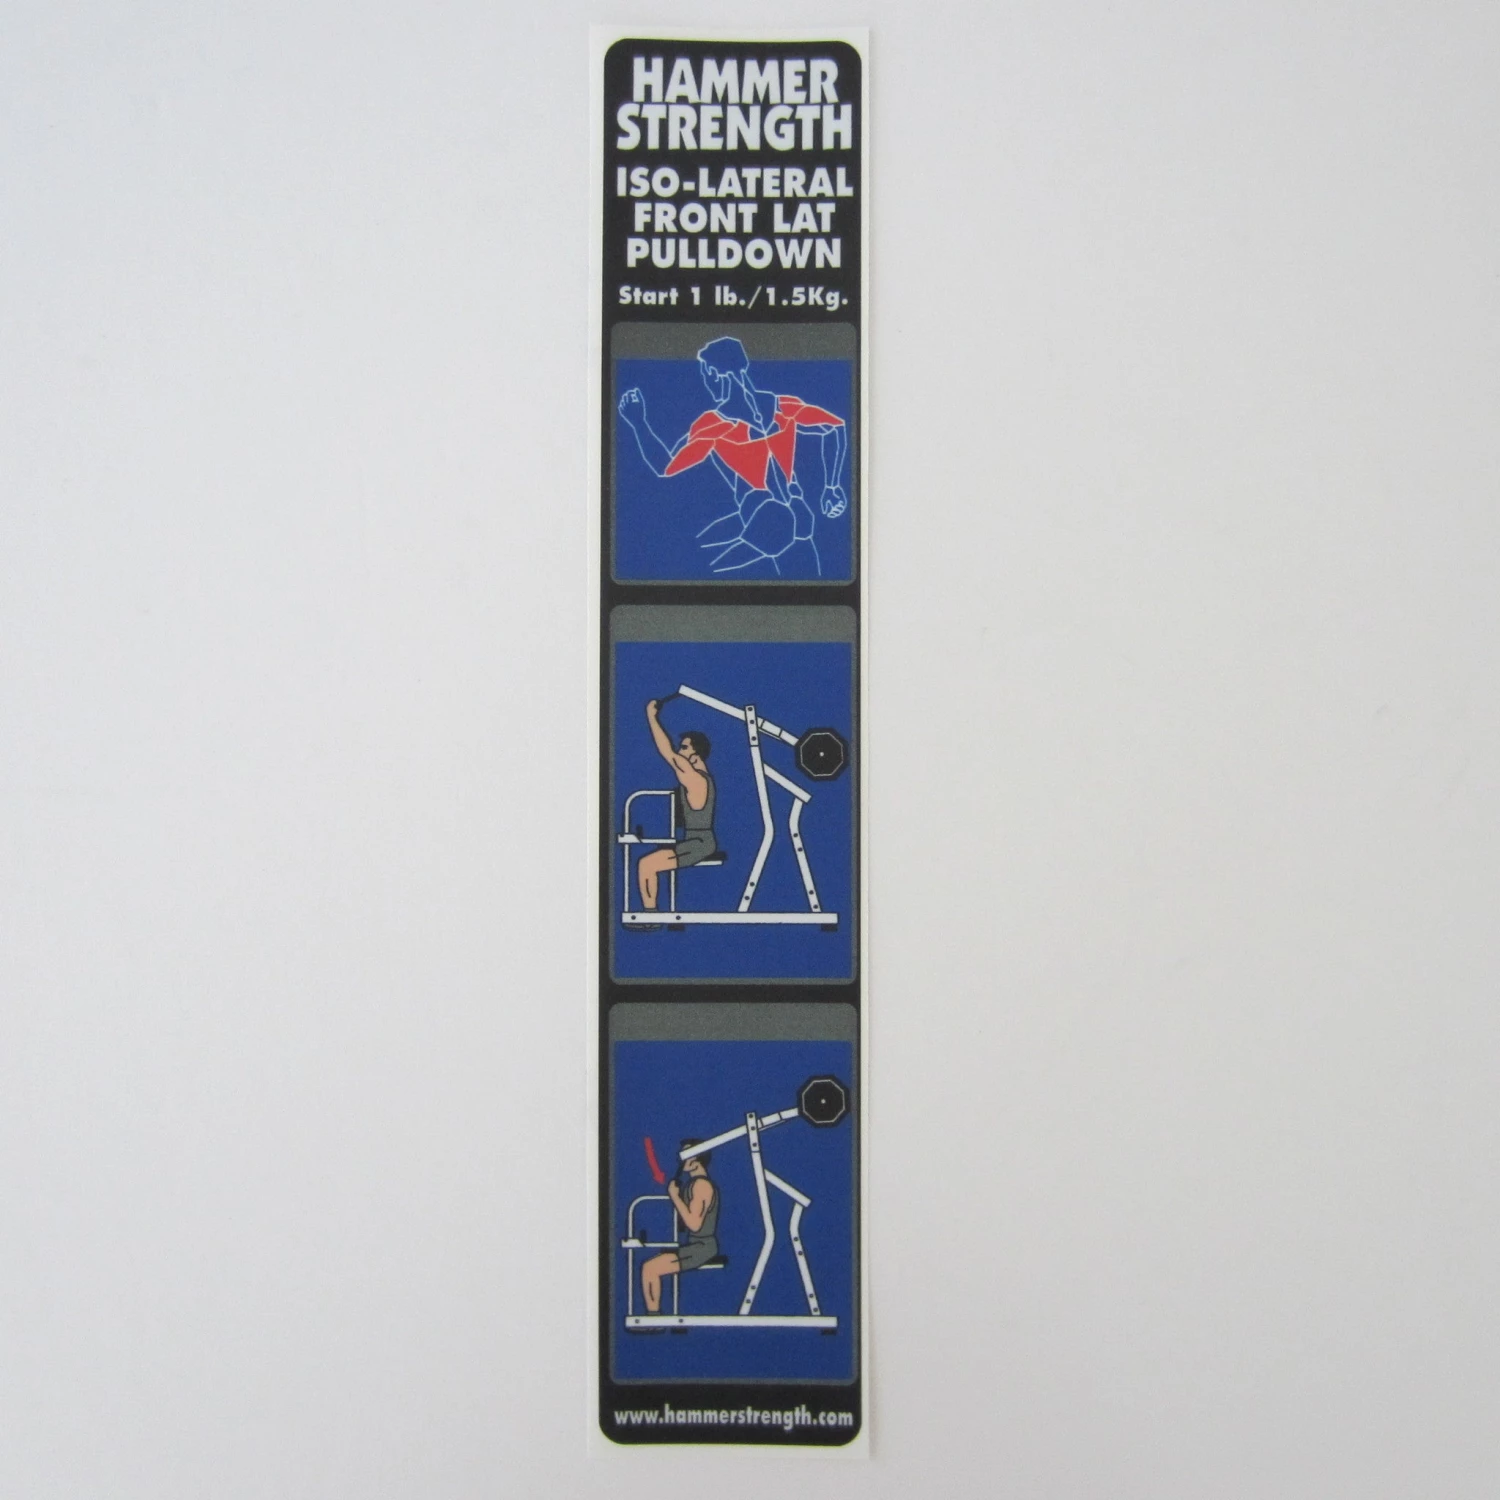 HAMMER
STRENGTH
ISO-LATERAL
FRONT LAT
PULLDOWN
Start 1 lb./1.5Kg.
www.hammerstrength.com